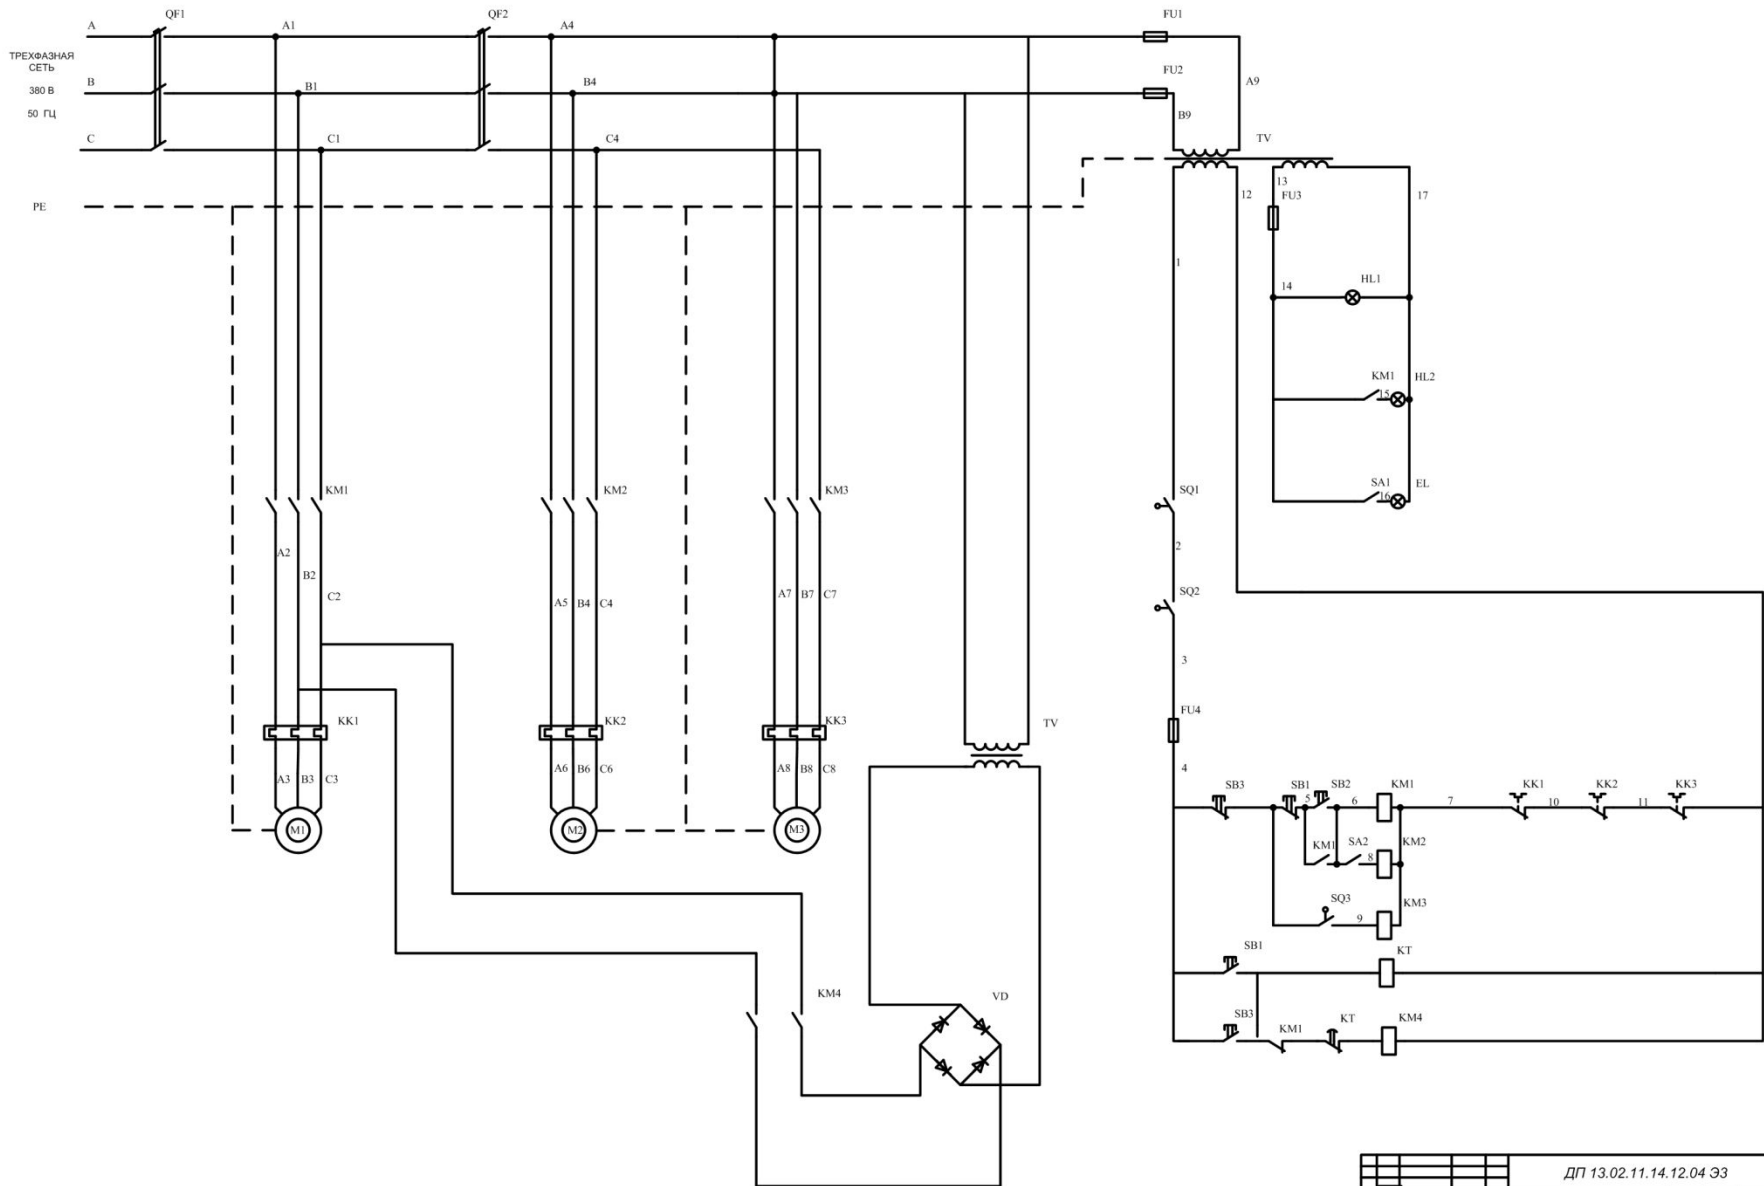 A
QF1
A1
QF2
A4
FU1
ТРЕХФАЗНАЯ
СЕТЬ
380 В
50 ГЦ
B
B1
B4
FU2
A9
B9
C
C1
C4
TV
PE
12
13
FU3
17
1
14
HL1
KM1
15
HL2
SA1
16
EL
KM1
KM2
KM3
SQ1
A2
B2
C2
A5
B4
C4
A7
B7
C7
2
SQ2
3
KK1
KK2
KK3
TV
FU4
A3
B3
C3
A6
B6
C6
A8
B8
C8
4
M1
M2
M3
SB3
SB1
5
SB2
6
KM1
7
KK1
10
KK2
11
KK3
KM1
SA2
8
KM2
SQ3
9
KM3
SB1
KT
KM4
VD
SB3
KM1
KT
KM4
ДП 13.02.11.14.12.04 ЭЗ